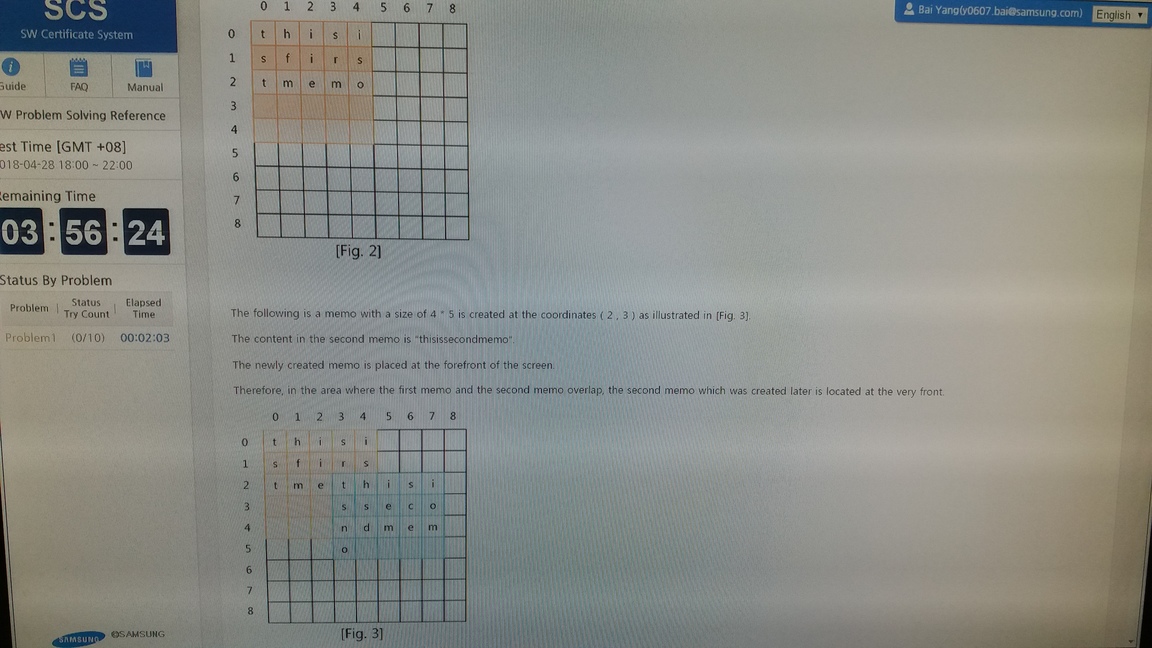 SCS
SW Certificate System
Bai Yang(y0607.bai@samsung.com)
English
Guide FAQ Manual
W Problem Solving Reference
est Time [GMT +08]
018-04-28 18:00 ~ 22:00
Remaining Time
03:56:24
Status By Problem
Problem Status Try Count Elapsed Time
Problem1 (0/10) 00:02:03
SAMSUNG
©SAMSUNG
0 1 2 3 4 5 6 7 8
0 t h i s i
1 s f i r s
2 t m e m o
3
4
5
6
7
8
[Fig. 2]
The following is a memo with a size of 4 * 5 is created at the coordinates ( 2 , 3 ) as illustrated in [Fig. 3].
The content in the second memo is "thisissecondmemo".
The newly created memo is placed at the forefront of the screen.
Therefore, in the area where the first memo and the second memo overlap, the second memo which was created later is located at the very front.
0 1 2 3 4 5 6 7 8
0 t h i s i
1 s f i r s
2 t m e t h i s i
3 s s e c o
4 n d m e m
5 o
6
7
8
[Fig. 3]